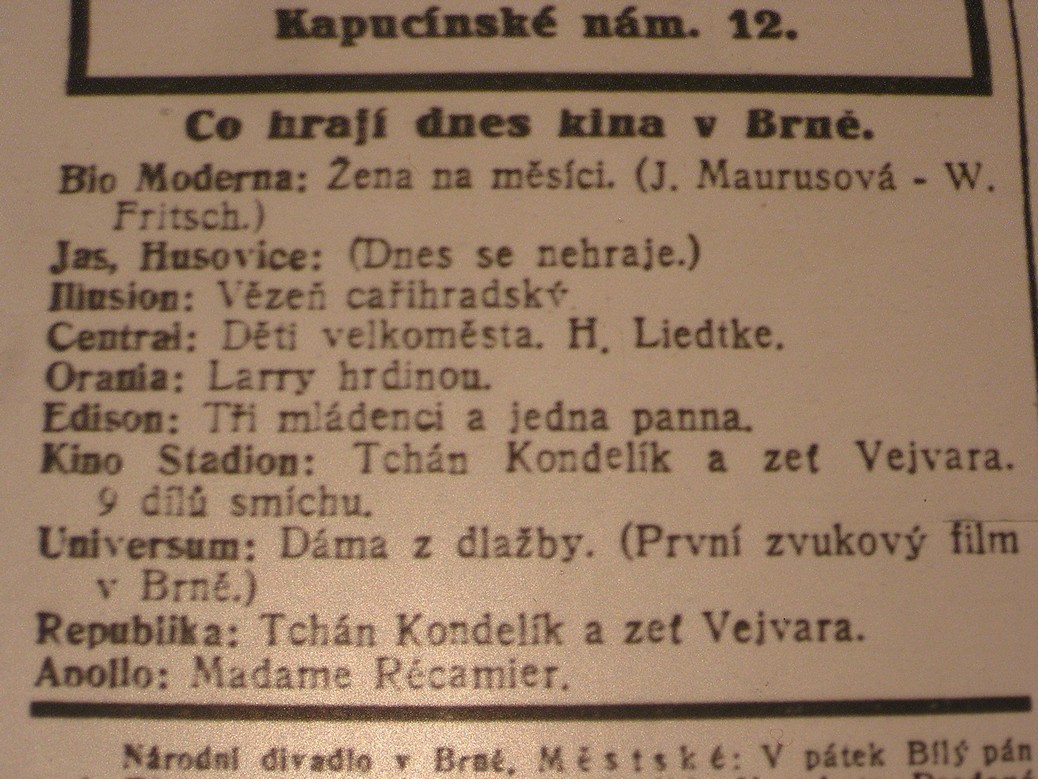 Kapucínské nám. 12.
Co hrají dnes kina v Brně.
Bio Moderna: Žena na měsíci. (J. Maurusová - W.
Fritsch.)
Jas, Husovice: (Dnes se nehraje.)
Illusion: Vězeň cařihradský.
Central: Děti velkoměsta. H. Liedtke.
Orania: Larry hrdinou.
Edison: Tři mládenci a jedna panna.
Kino Stadion: Tchán Kondelík a zeť Vejvara.
9 dílů smíchu.
Universum: Dáma z dlažby. (První zvukový film
v Brně.)
Republika: Tchán Kondelík a zeť Vejvara.
Apollo: Madame Récamier.
Národní divadlo v Brně. Městské: V pátek Bílý pán